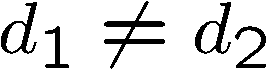 d₁ ≠ d₂